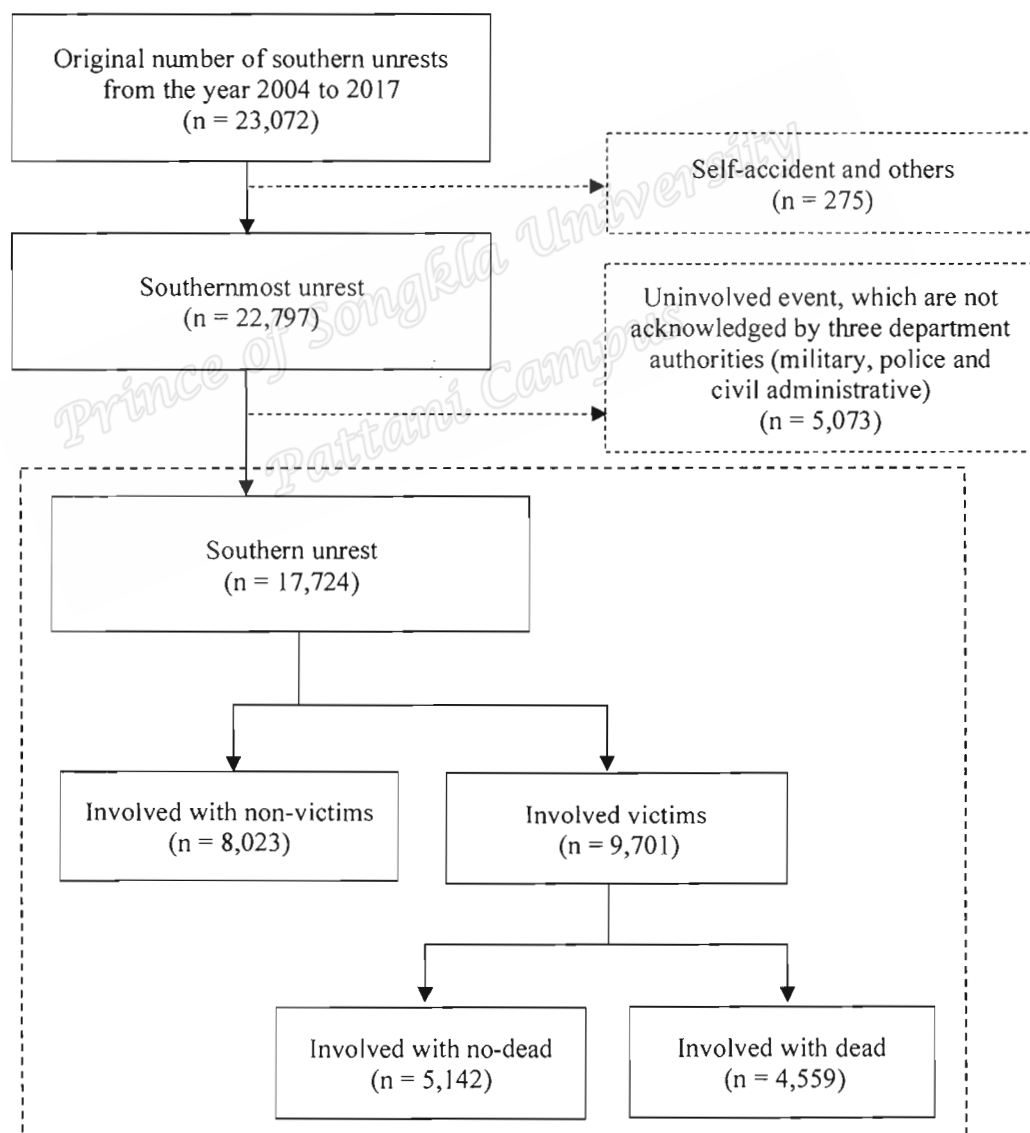 Original number of southern unrests
from the year 2004 to 2017
(n = 23,072)
Self-accident and others
(n = 275)
Southernmost unrest
(n = 22,797)
Uninvolved event, which are not
acknowledged by three department
authorities (military, police and
civil administrative)
(n = 5,073)
Prince of Songkla University
Pattani Campus
Southern unrest
(n = 17,724)
Involved with non-victims
(n = 8,023)
Involved victims
(n = 9,701)
Involved with no-dead
(n = 5,142)
Involved with dead
(n = 4,559)